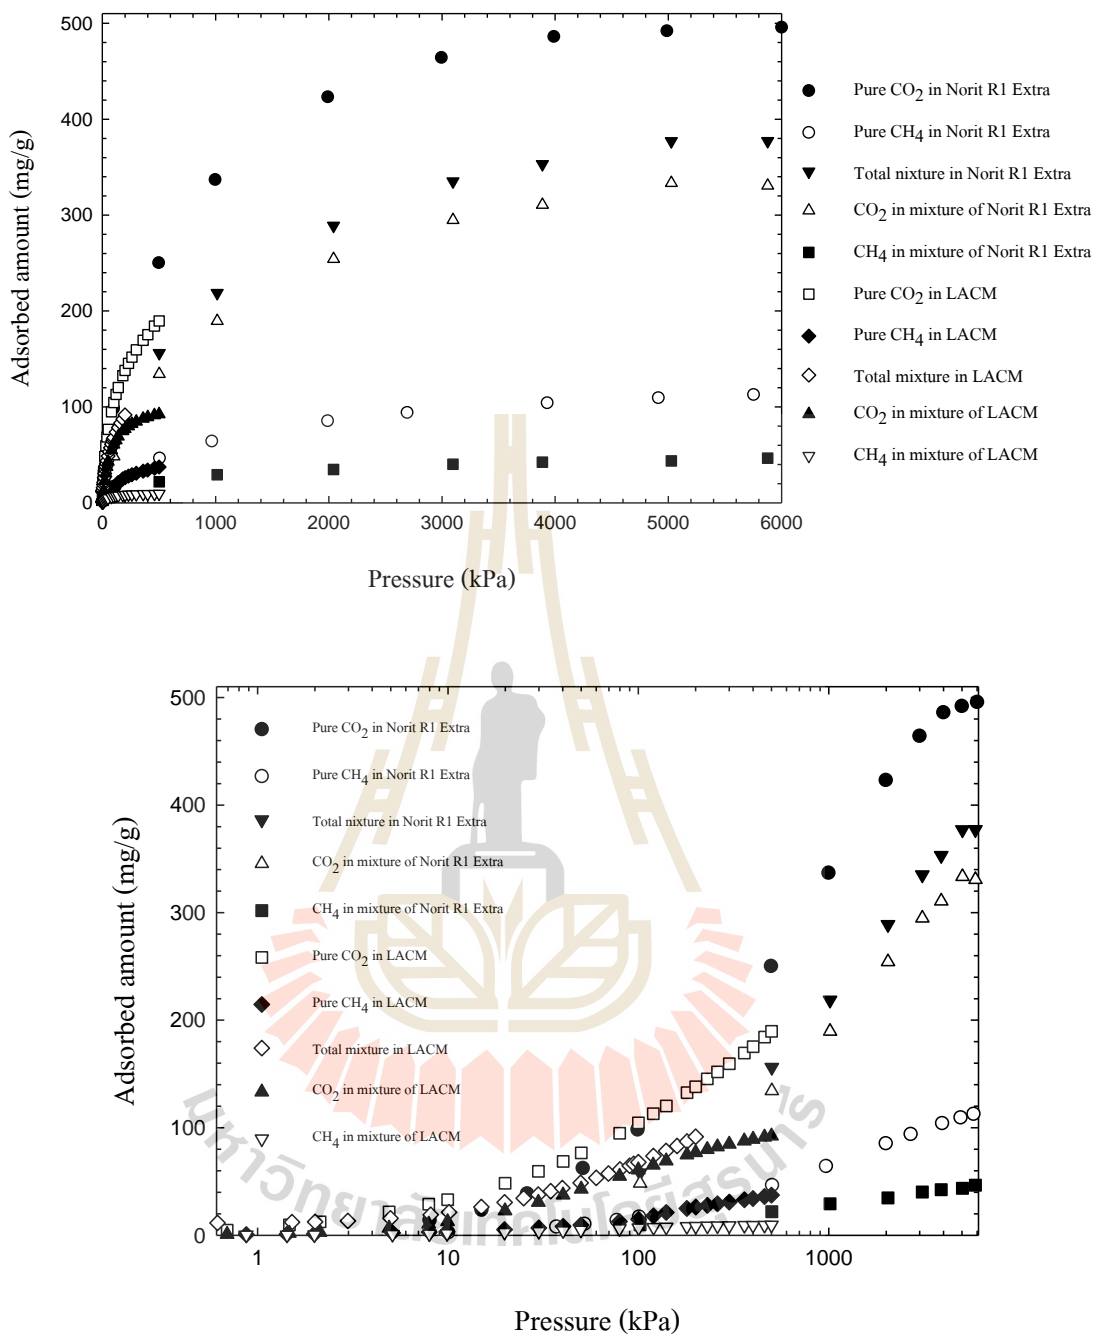 500
400
300
200
100
0
Adsorbed amount (mg/g)
0 1000 2000 3000 4000 5000 6000
Pressure (kPa)
Pure CO2 in Norit R1 Extra
Pure CH4 in Norit R1 Extra
Total nixture in Norit R1 Extra
CO2 in mixture of Norit R1 Extra
CH4 in mixture of Norit R1 Extra
Pure CO2 in LACM
Pure CH4 in LACM
Total mixture in LACM
CO2 in mixture of LACM
CH4 in mixture of LACM
500
400
300
200
100
0
Adsorbed amount (mg/g)
Pure CO2 in Norit R1 Extra
Pure CH4 in Norit R1 Extra
Total nixture in Norit R1 Extra
CO2 in mixture of Norit R1 Extra
CH4 in mixture of Norit R1 Extra
Pure CO2 in LACM
Pure CH4 in LACM
Total mixture in LACM
CO2 in mixture of LACM
CH4 in mixture of LACM
1 10 100 1000
Pressure (kPa)